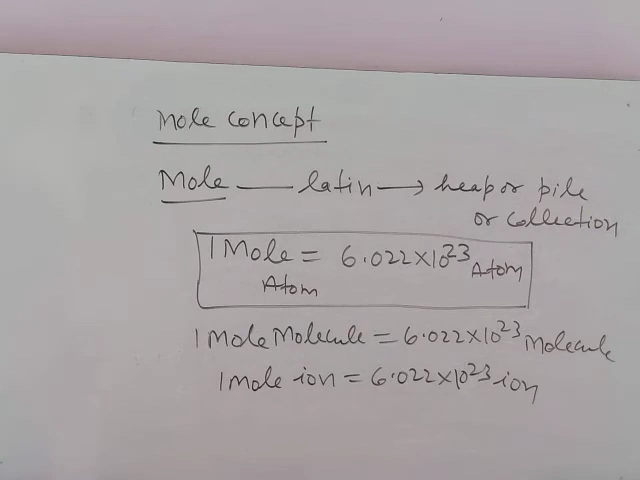 Mole concept
Mole — latin → heap or pile
or collection
1 Mole = 6.022×10²³ Atom
Atom
1 Mole Molecule = 6.022×10²³ Molecule
1 mole ion = 6.022×10²³ ion